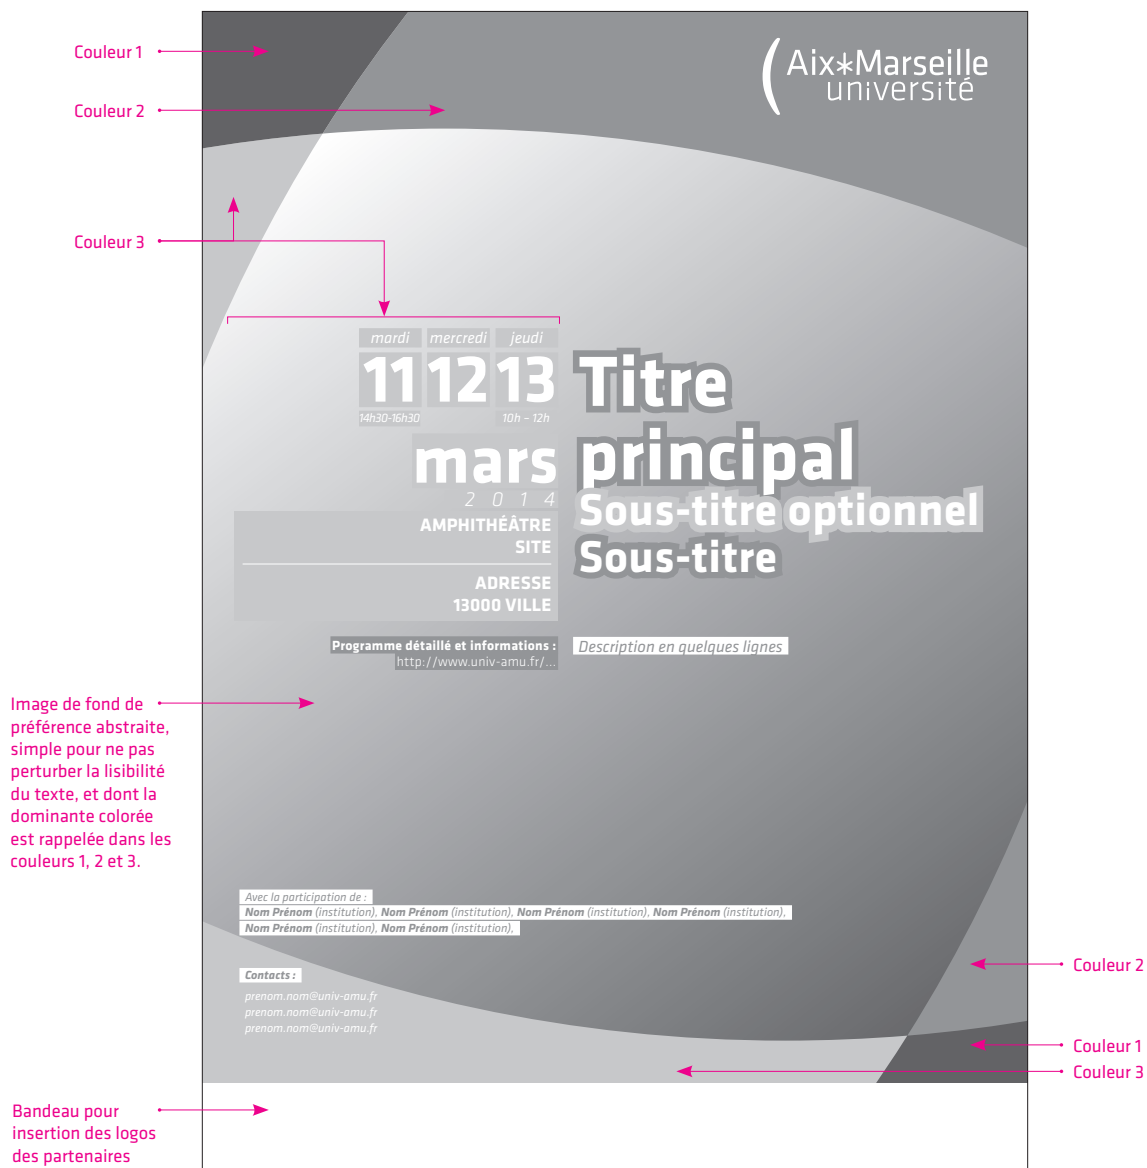 Couleur 1
Couleur 2
Couleur 3
Aix*Marseille
université
mardi mercredi jeudi
11 12 13
14h30-16h30 10h – 12h
mars
2014
AMPHITHÉÂTRE
SITE
ADRESSE
13000 VILLE
Titre
principal
Sous-titre optionnel
Sous-titre
Programme détaillé et informations :
http://www.univ-amu.fr/...
Description en quelques lignes
Image de fond de
préférence abstraite,
simple pour ne pas
perturber la lisibilité
du texte, et dont la
dominante colorée
est rappelée dans les
couleurs 1, 2 et 3.
Avec la participation de :
Nom Prénom (institution), Nom Prénom (institution), Nom Prénom (institution), Nom Prénom (institution),
Nom Prénom (institution), Nom Prénom (institution),
Contacts :
prenom.nom@univ-amu.fr
prenom.nom@univ-amu.fr
prenom.nom@univ-amu.fr
Couleur 2
Couleur 1
Couleur 3
Bandeau pour
insertion des logos
des partenaires